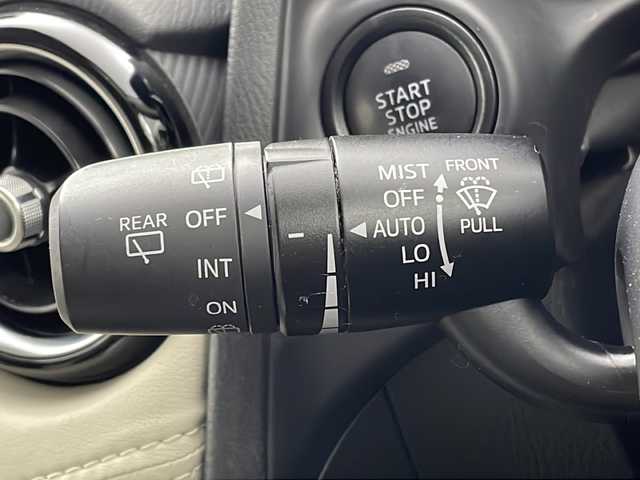 START
STOP
ENGINE
REAR
OFF
INT
ON
MIST
OFF
AUTO
LO
HI
FRONT
PULL